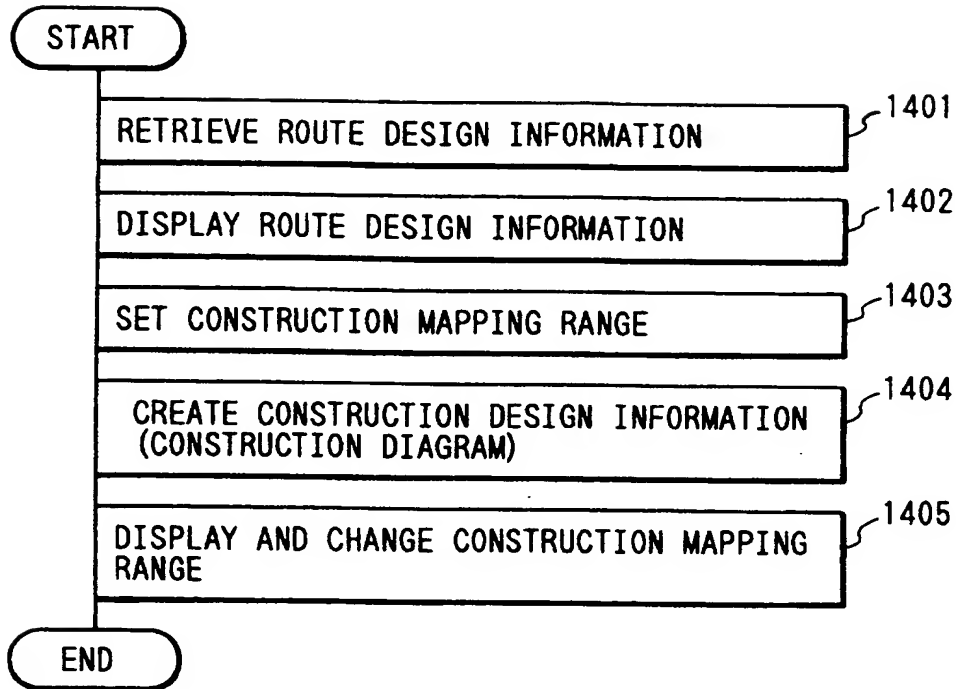 START
RETRIEVE ROUTE DESIGN INFORMATION
1401
DISPLAY ROUTE DESIGN INFORMATION
1402
SET CONSTRUCTION MAPPING RANGE
1403
CREATE CONSTRUCTION DESIGN INFORMATION
(CONSTRUCTION DIAGRAM)
1404
DISPLAY AND CHANGE CONSTRUCTION MAPPING
RANGE
1405
END